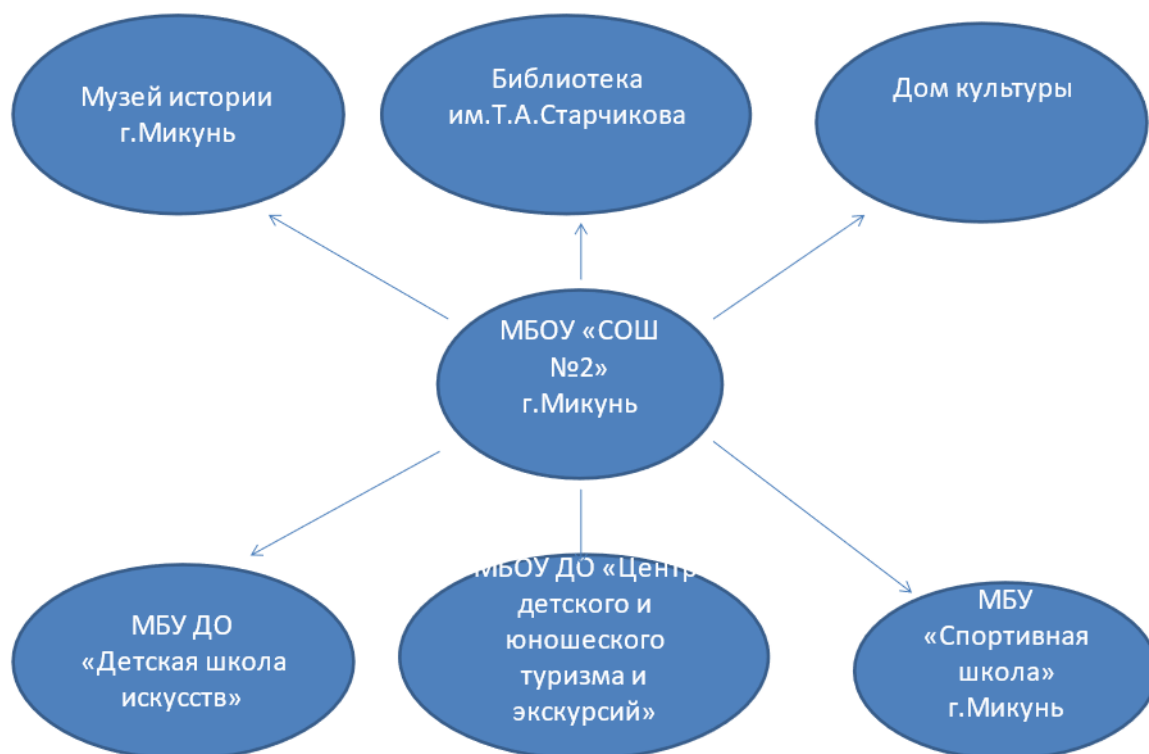 Музей истории
г.Микунь
Библиотека
им.Т.А.Старчикова
Дом культуры
МБОУ «СОШ
№2»
г.Микунь
МБУ ДО
«Детская школа
искусств»
МБОУ ДО «Центр
детского и
юношеского
туризма и
экскурсий»
МБУ
«Спортивная
школа»
г.Микунь